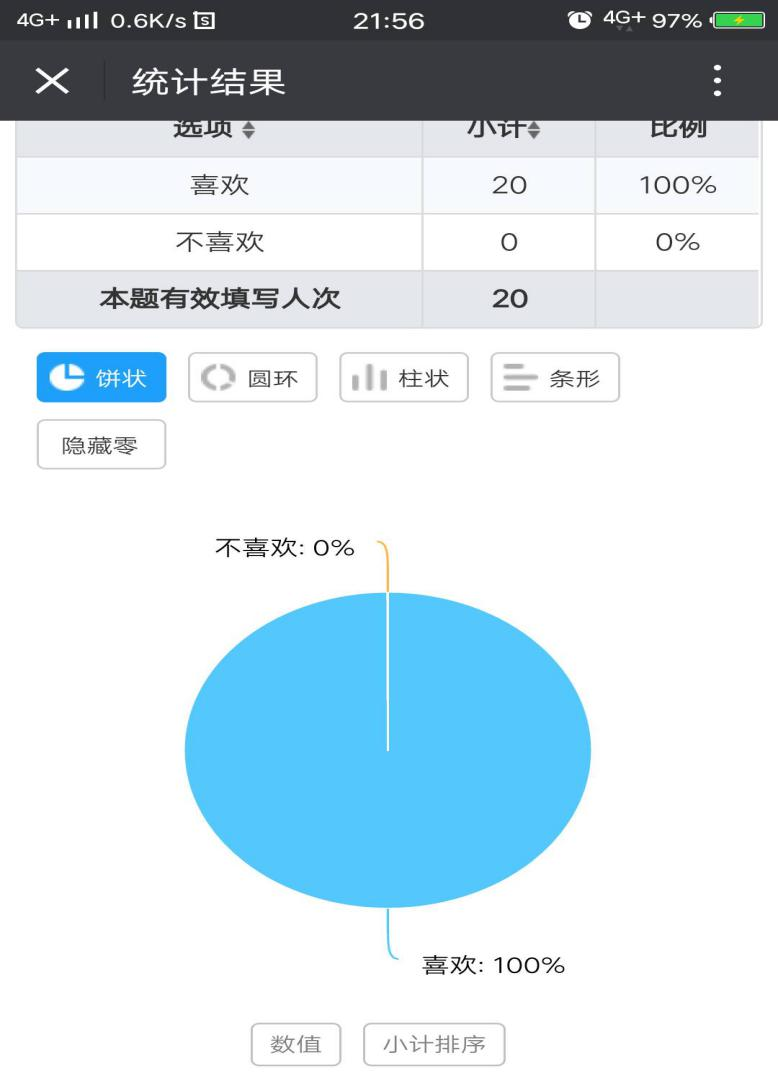 4G+ 0.6K/s S 21:56 4G+ 97%
统计结果
选项 小计 比例
喜欢 20 100%
不喜欢 0 0%
本题有效填写人次 20
饼状 圆环 柱状 条形
隐藏零
不喜欢: 0%
喜欢: 100%
数值 小计排序